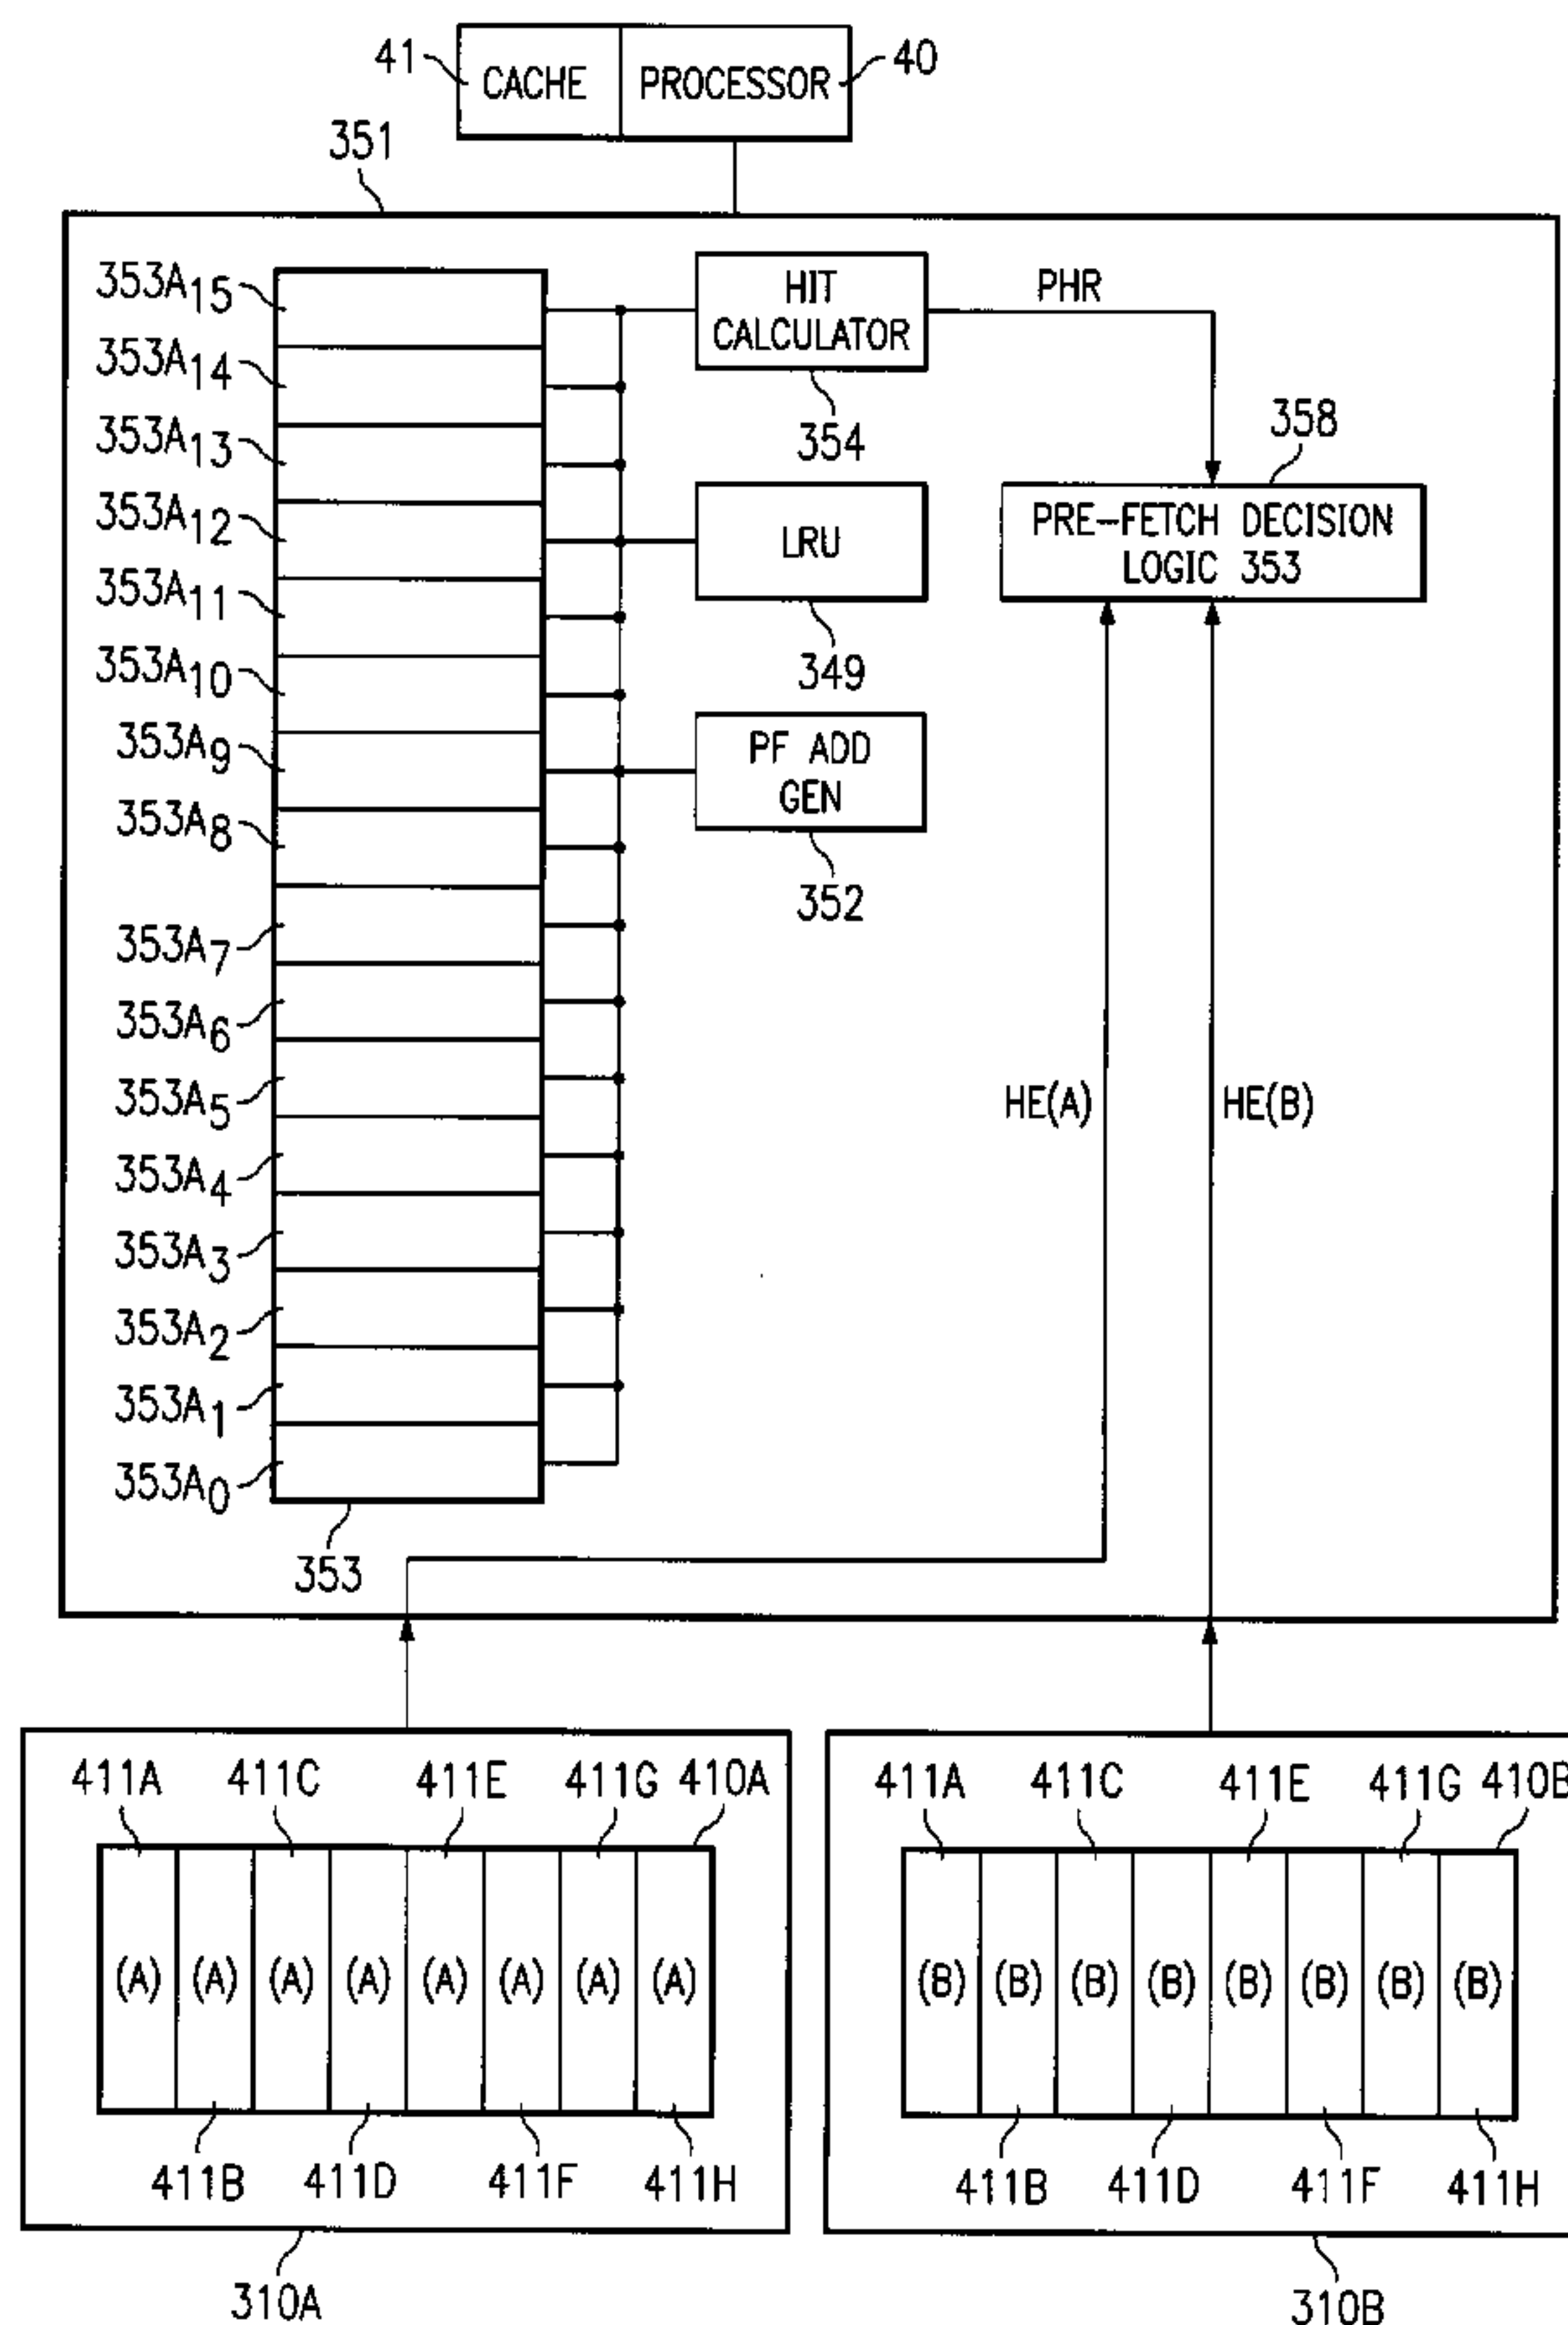 41
CACHE
PROCESSOR
40
351
353A15
353A14
353A13
353A12
353A11
353A10
353A9
353A8
353A7
353A6
353A5
353A4
353A3
353A2
353A1
353A0
353
HIT
CALCULATOR
354
PHR
LRU
349
358
PRE-FETCH DECISION
LOGIC 353
PF ADD
GEN
352
HE(A)
HE(B)
411A 411C 411E 411G 410A
(A) (A) (A) (A) (A) (A) (A) (A)
411B 411D 411F 411H
310A
411A 411C 411E 411G 410B
(B) (B) (B) (B) (B) (B) (B) (B)
411B 411D 411F 411H
310B